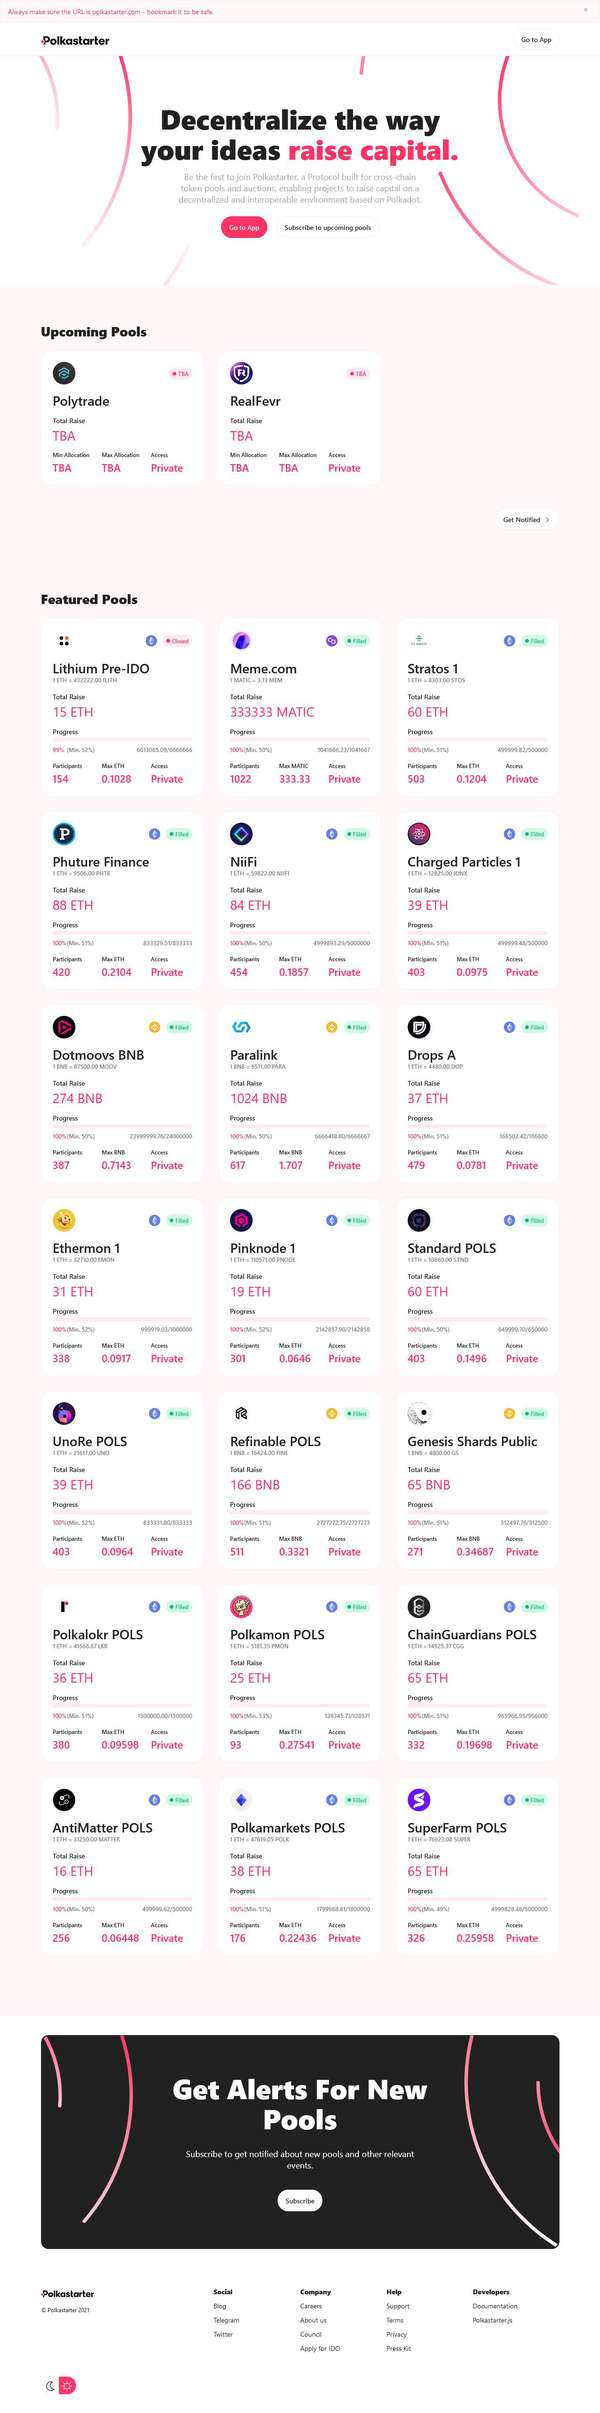 Always make sure the URL is polkastarter.com - bookmark it to be safe.
×
Polkastarter
Go to App
Decentralize the way
your ideas raise capital.
Be the first to join Polkastarter, a Protocol built for cross-chain
token pools and auctions, enabling projects to raise capital on a
decentralized and interoperable environment based on Polkadot.
Go to App
Subscribe to upcoming pools
Upcoming Pools
TBA
Polytrade
Total Raise
TBA
Min Allocation Max Allocation Access
TBA TBA Private
TBA
RealFevr
Total Raise
TBA
Min Allocation Max Allocation Access
TBA TBA Private
Get Notified
Featured Pools
Closed
Lithium Pre-IDO
1 ETH = 432222.00 fLITH
Total Raise
15 ETH
Progress
99% (Min. 52%) 6613085.09/6666666
Participants Max ETH Access
154 0.1028 Private
Filled
Meme.com
1 MATIC = 3.13 MEM
Total Raise
333333 MATIC
Progress
100%(Min. 50%) 1041666.23/1041667
Participants Max MATIC Access
1022 333.33 Private
Filled
Stratos 1
1 ETH = 8303.00 STOS
Total Raise
60 ETH
Progress
100%(Min. 51%) 499999.82/500000
Participants Max ETH Access
503 0.1204 Private
Filled
Phuture Finance
1 ETH = 9506.00 PHTR
Total Raise
88 ETH
Progress
100%(Min. 51%) 833329.51/833333
Participants Max ETH Access
420 0.2104 Private
Filled
NiiFi
1 ETH = 59822.00 NIIFI
Total Raise
84 ETH
Progress
100%(Min. 50%) 4999893.29/5000000
Participants Max ETH Access
454 0.1857 Private
Filled
Charged Particles 1
1 ETH = 12825.00 IONX
Total Raise
39 ETH
Progress
100%(Min. 51%) 499999.48/500000
Participants Max ETH Access
403 0.0975 Private
Filled
Dotmoovs BNB
1 BNB = 87500.00 MOOV
Total Raise
274 BNB
Progress
100%(Min. 50%) 23999999.76/24000000
Participants Max BNB Access
387 0.7143 Private
Filled
Paralink
1 BNB = 6511.00 PARA
Total Raise
1024 BNB
Progress
100%(Min. 50%) 6666418.80/6666667
Participants Max BNB Access
617 1.707 Private
Filled
Drops A
1 ETH = 4480.00 DOP
Total Raise
37 ETH
Progress
100%(Min. 51%) 166502.42/166600
Participants Max ETH Access
479 0.0781 Private
Filled
Ethermon 1
1 ETH = 32710.00 EMON
Total Raise
31 ETH
Progress
100%(Min. 52%) 999919.03/1000000
Participants Max ETH Access
338 0.0917 Private
Filled
Pinknode 1
1 ETH = 110571.00 PNODE
Total Raise
19 ETH
Progress
100%(Min. 52%) 2142857.90/2142858
Participants Max ETH Access
301 0.0646 Private
Filled
Standard POLS
1 ETH = 10860.00 STND
Total Raise
60 ETH
Progress
100%(Min. 50%) 649999.70/650000
Participants Max ETH Access
403 0.1496 Private
Filled
UnoRe POLS
1 ETH = 21617.00 UNO
Total Raise
39 ETH
Progress
100%(Min. 52%) 833331.80/833333
Participants Max ETH Access
403 0.0964 Private
Filled
Refinable POLS
1 BNB = 16424.00 FINE
Total Raise
166 BNB
Progress
100%(Min. 51%) 2727272.75/2727273
Participants Max BNB Access
511 0.3321 Private
Filled
Genesis Shards Public
1 BNB = 4800.00 GS
Total Raise
65 BNB
Progress
100%(Min. 51%) 312497.76/312500
Participants Max BNB Access
271 0.34687 Private
Filled
Polkalokr POLS
1 ETH = 41666.67 LKR
Total Raise
36 ETH
Progress
100%(Min. 51%) 1500000.00/1500000
Participants Max ETH Access
380 0.09598 Private
Filled
Polkamon POLS
1 ETH = 5185.35 PMON
Total Raise
25 ETH
Progress
100%(Min. 53%) 128345.73/128571
Participants Max ETH Access
93 0.27541 Private
Filled
ChainGuardians POLS
1 ETH = 14925.37 CGG
Total Raise
65 ETH
Progress
100%(Min. 51%) 965966.95/966000
Participants Max ETH Access
332 0.19698 Private
Filled
AntiMatter POLS
1 ETH = 31250.00 MATTER
Total Raise
16 ETH
Progress
100%(Min. 50%) 499999.62/500000
Participants Max ETH Access
256 0.06448 Private
Filled
Polkamarkets POLS
1 ETH = 47619.05 POLK
Total Raise
38 ETH
Progress
100%(Min. 51%) 1799988.81/1800000
Participants Max ETH Access
176 0.22436 Private
Filled
SuperFarm POLS
1 ETH = 76923.08 SUPER
Total Raise
65 ETH
Progress
100%(Min. 49%) 4999828.46/5000000
Participants Max ETH Access
326 0.25958 Private
Get Alerts For New
Pools
Subscribe to get notified about new pools and other relevant
events.
Subscribe
Polkastarter
© Polkastarter 2021
Social
Blog
Telegram
Twitter
Company
Careers
About us
Council
Apply for IDO
Help
Support
Terms
Privacy
Press Kit
Developers
Documentation
Polkastarter.js